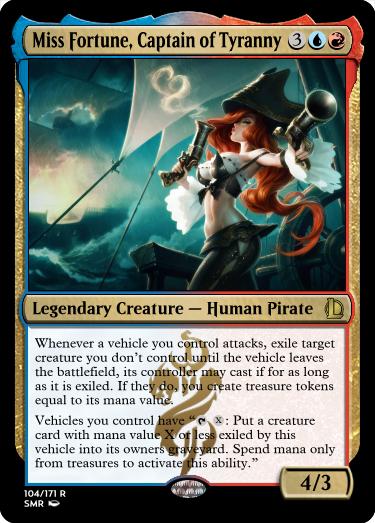 Miss Fortune, Captain of Tyranny 3
Legendary Creature — Human Pirate
Whenever a vehicle you control attacks, exile target
creature you don't control until the vehicle leaves
the battlefield, its controller may cast if for as long
as it is exiled. If they do, you create treasure tokens
equal to its mana value.
Vehicles you control have “ X: Put a creature
card with mana value X or less exiled by this
vehicle into its owners graveyard. Spend mana only
from treasures to activate this ability.”
4/3
104/171 R
SMR